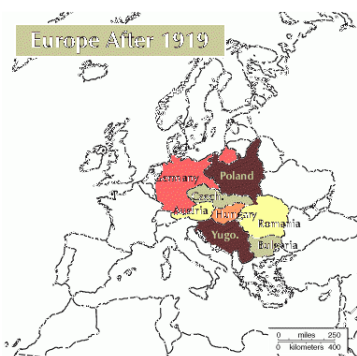 Europe After 1919
Germany
Poland
Czech.
Austria
Hungary
Romania
Yugo.
Bulgaria
0 miles 250
0 kilometers 400